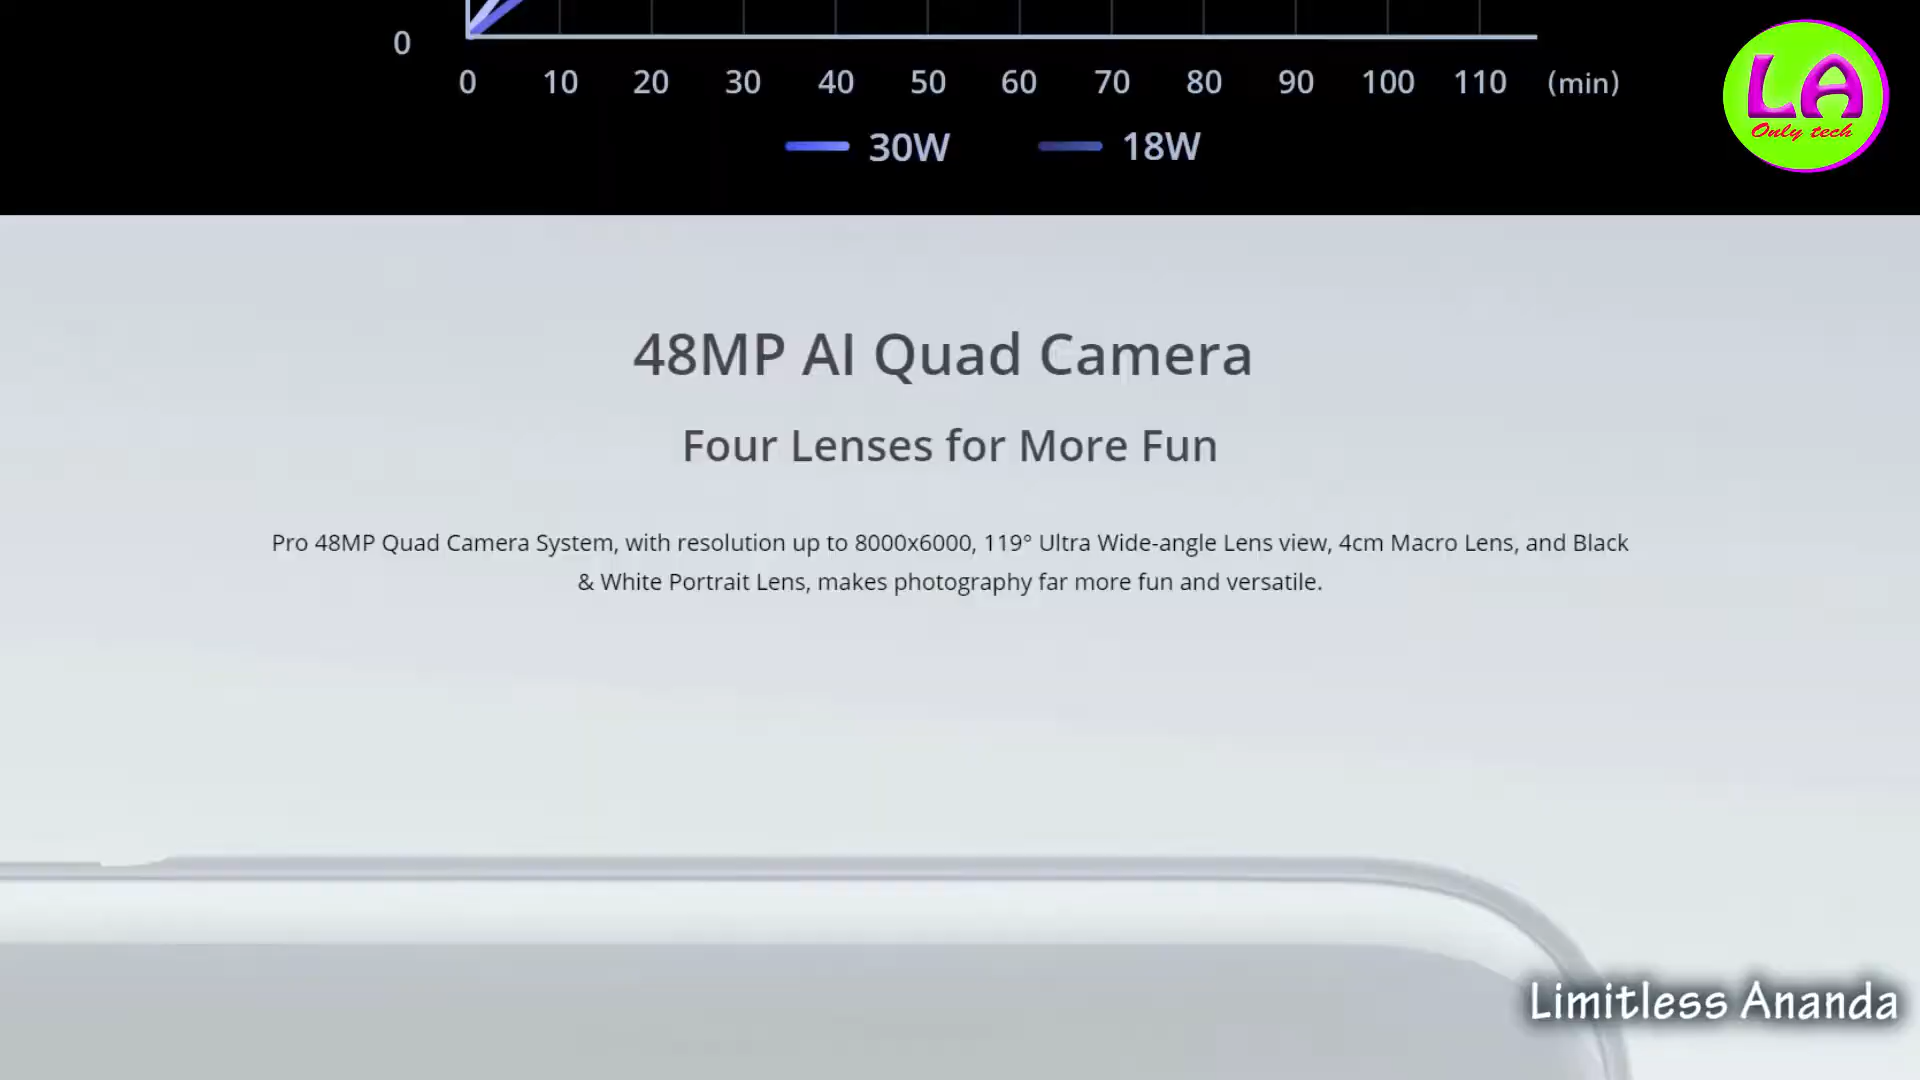 0
0 10 20 30 40 50 60 70 80 90 100 110 (min)
30W 18W
LA
Only tech
48MP AI Quad Camera
Four Lenses for More Fun
Pro 48MP Quad Camera System, with resolution up to 8000x6000, 119° Ultra Wide-angle Lens view, 4cm Macro Lens, and Black
& White Portrait Lens, makes photography far more fun and versatile.
Limitless Ananda